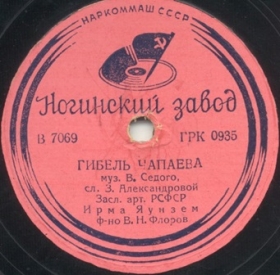 НАРКОММАШ СССР
Ногинский завод
В 7069 ГРК 0935
ГИБЕЛЬ ЧАПАЕВА
муз. В. Седого,
сл. З. Александровой
Засл. арт. РСФСР
Ирма Яунзем
ф-но В. Н. Флоров